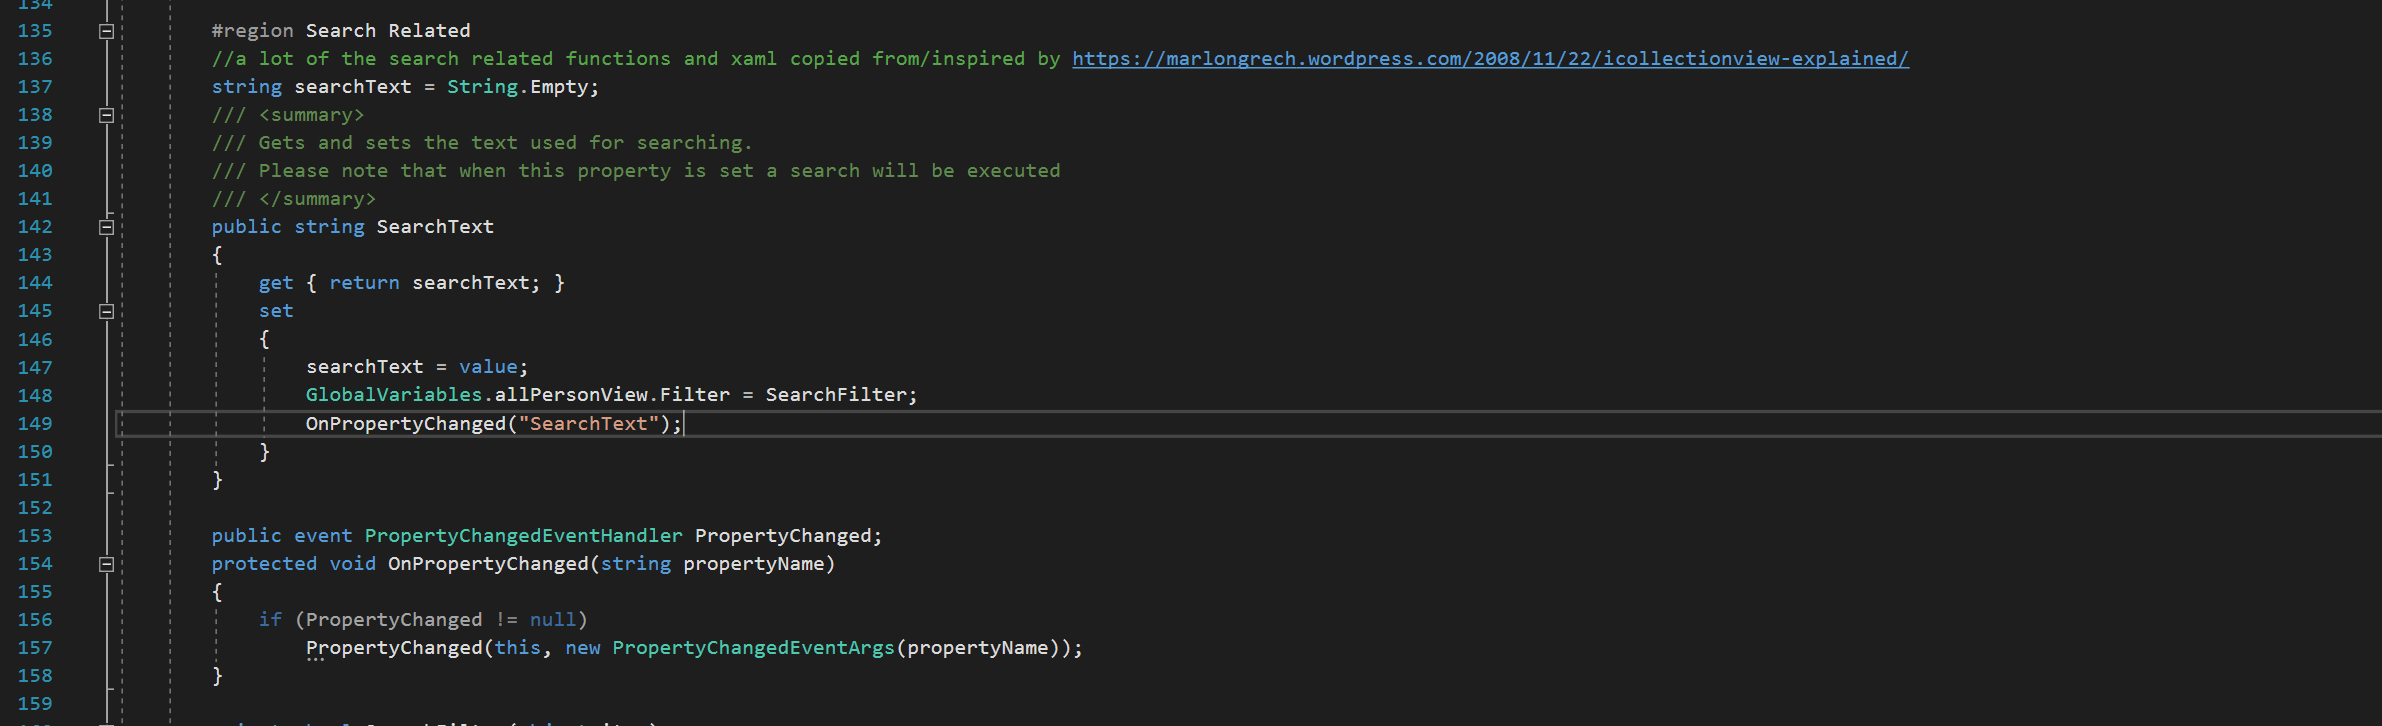 134
135 #region Search Related
136 //a lot of the search related functions and xaml copied from/inspired by https://marlongrech.wordpress.com/2008/11/22/icollectionview-explained/
137 string searchText = String.Empty;
138 /// <summary>
139 /// Gets and sets the text used for searching.
140 /// Please note that when this property is set a search will be executed
141 /// </summary>
142 public string SearchText
143 {
144 get { return searchText; }
145 set
146 {
147 searchText = value;
148 GlobalVariables.allPersonView.Filter = SearchFilter;
149 OnPropertyChanged("SearchText");
150 }
151 }
152
153 public event PropertyChangedEventHandler PropertyChanged;
154 protected void OnPropertyChanged(string propertyName)
155 {
156 if (PropertyChanged != null)
157 PropertyChanged(this, new PropertyChangedEventArgs(propertyName));
158 }
159